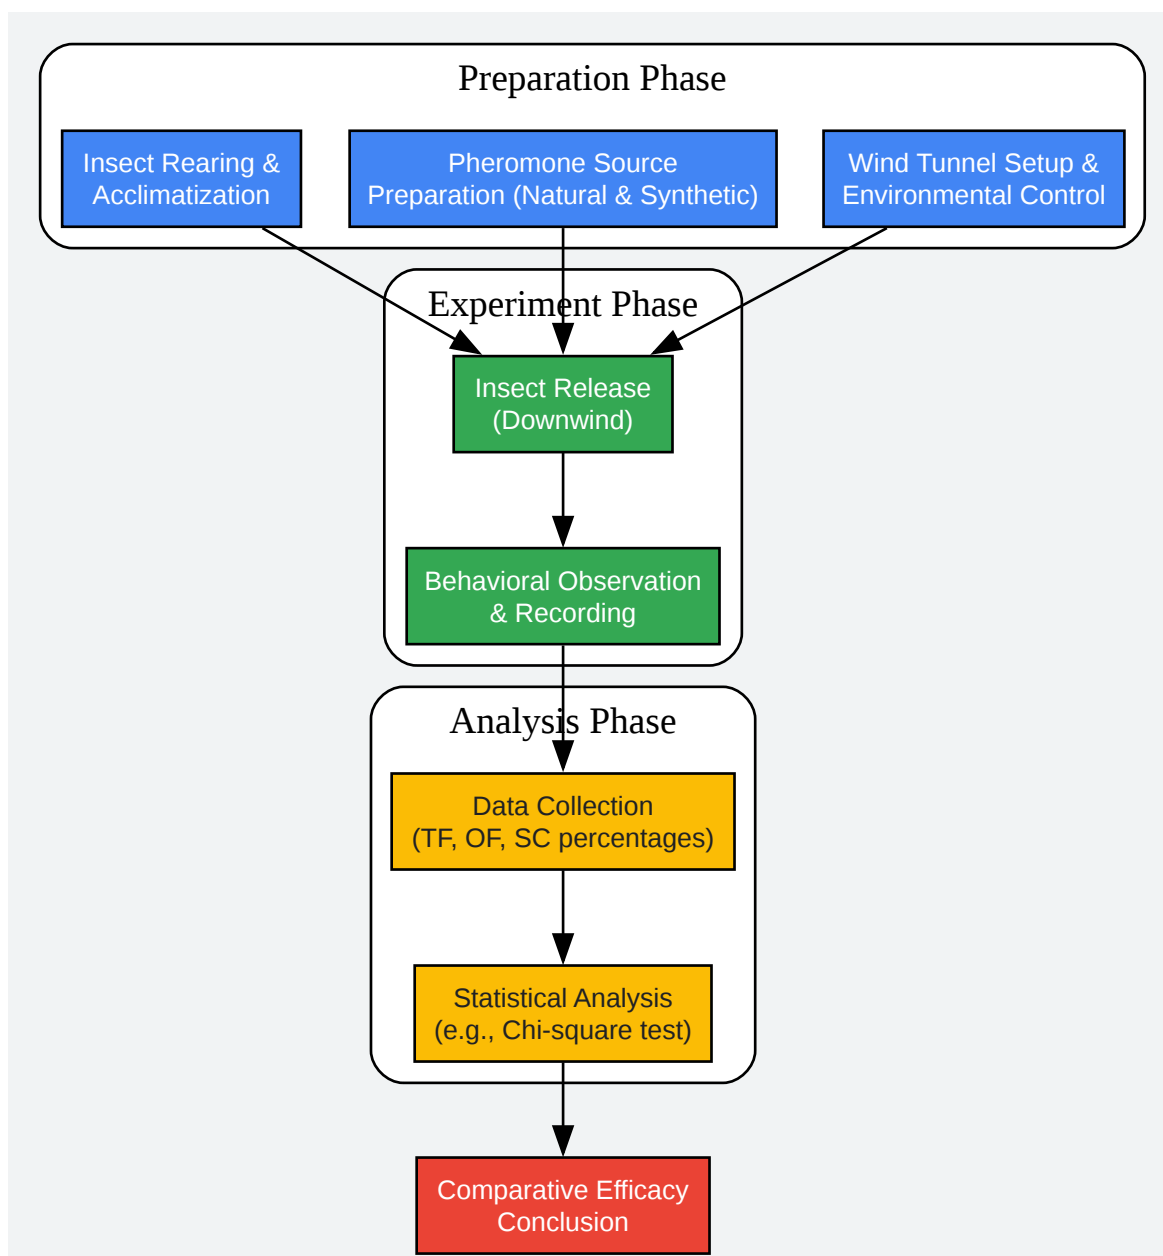 Preparation Phase
Insect Rearing &
Acclimatization
Pheromone Source
Preparation (Natural & Synthetic)
Wind Tunnel Setup &
Environmental Control
Experiment Phase
Insect Release
(Downwind)
Behavioral Observation
& Recording
Analysis Phase
Data Collection
(TF, OF, SC percentages)
Statistical Analysis
(e.g., Chi-square test)
Comparative Efficacy
Conclusion